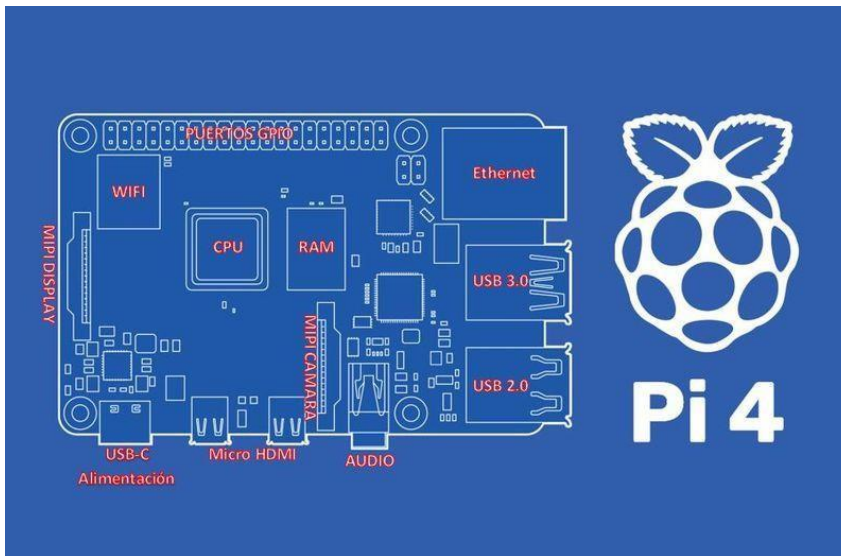 PUERTOS GPIO
Ethernet
WIFI
CPU
RAM
MIPI DISPLAY
USB 3.0
MIPI CAMARA
USB 2.0
Pi 4
USB-C
Alimentación
Micro HDMI
AUDIO